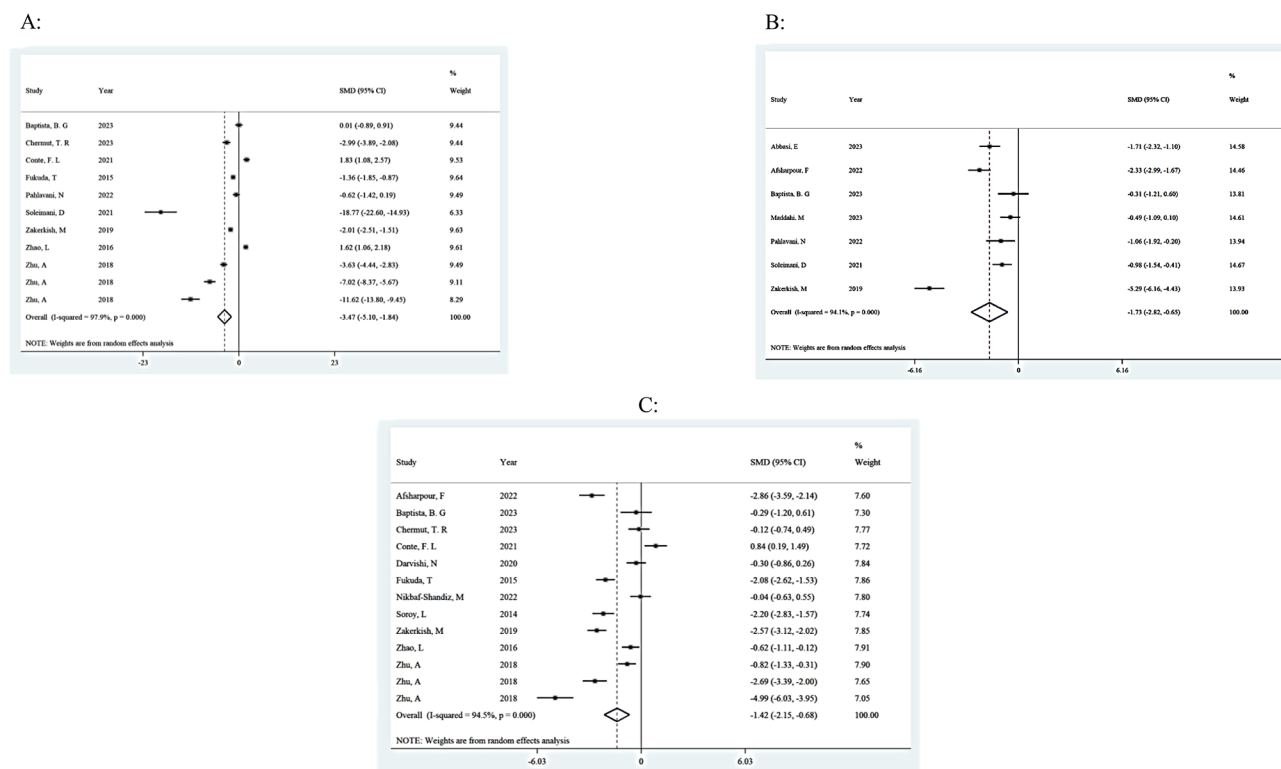 A:
%
Study Year SMD (95% CI) Weight
Baptista, B. G 2023 0.01 (-0.89, 0.91) 9.44
Chermut, T. R 2023 -2.99 (-3.89, -2.08) 9.44
Conte, F. L 2021 1.83 (1.08, 2.57) 9.53
Fukuda, T 2015 -1.36 (-1.85, -0.87) 9.64
Pahlavani, N 2022 -0.62 (-1.42, 0.19) 9.49
Soleimani, D 2021 -18.77 (-22.60, -14.93) 6.33
Zakerkish, M 2019 -2.01 (-2.51, -1.51) 9.63
Zhao, L 2016 1.62 (1.06, 2.18) 9.61
Zhu, A 2018 -3.63 (-4.44, -2.83) 9.49
Zhu, A 2018 -7.02 (-8.37, -5.67) 9.11
Zhu, A 2018 -11.62 (-13.80, -9.45) 8.29
Overall (I-squared = 97.9%, p = 0.000) -3.47 (-5.10, -1.84) 100.00
NOTE: Weights are from random effects analysis
-23 0 23
B:
%
Study Year SMD (95% CI) Weight
Abbasi, E 2023 -1.71 (-2.32, -1.10) 14.58
Afsharpour, F 2022 -2.33 (-2.99, -1.67) 14.46
Baptista, B. G 2023 -0.31 (-1.21, 0.60) 13.81
Maddahi, M 2023 -0.49 (-1.09, 0.10) 14.61
Pahlavani, N 2022 -1.06 (-1.92, -0.20) 13.94
Soleimani, D 2021 -0.98 (-1.54, -0.41) 14.67
Zakerkish, M 2019 -5.29 (-6.16, -4.43) 13.93
Overall (I-squared = 94.1%, p = 0.000) -1.73 (-2.82, -0.65) 100.00
NOTE: Weights are from random effects analysis
-6.16 0 6.16
C:
%
Study Year SMD (95% CI) Weight
Afsharpour, F 2022 -2.86 (-3.59, -2.14) 7.60
Baptista, B. G 2023 -0.29 (-1.20, 0.61) 7.30
Chermut, T. R 2023 -0.12 (-0.74, 0.49) 7.77
Conte, F. L 2021 0.84 (0.19, 1.49) 7.72
Darvishi, N 2020 -0.30 (-0.86, 0.26) 7.84
Fukuda, T 2015 -2.08 (-2.62, -1.53) 7.86
Nikbaf-Shandiz, M 2022 -0.04 (-0.63, 0.55) 7.80
Soroy, L 2014 -2.20 (-2.83, -1.57) 7.74
Zakerkish, M 2019 -2.57 (-3.12, -2.02) 7.85
Zhao, L 2016 -0.62 (-1.11, -0.12) 7.91
Zhu, A 2018 -0.82 (-1.33, -0.31) 7.90
Zhu, A 2018 -2.69 (-3.39, -2.00) 7.65
Zhu, A 2018 -4.99 (-6.03, -3.95) 7.05
Overall (I-squared = 94.5%, p = 0.000) -1.42 (-2.15, -0.68) 100.00
NOTE: Weights are from random effects analysis
-6.03 0 6.03